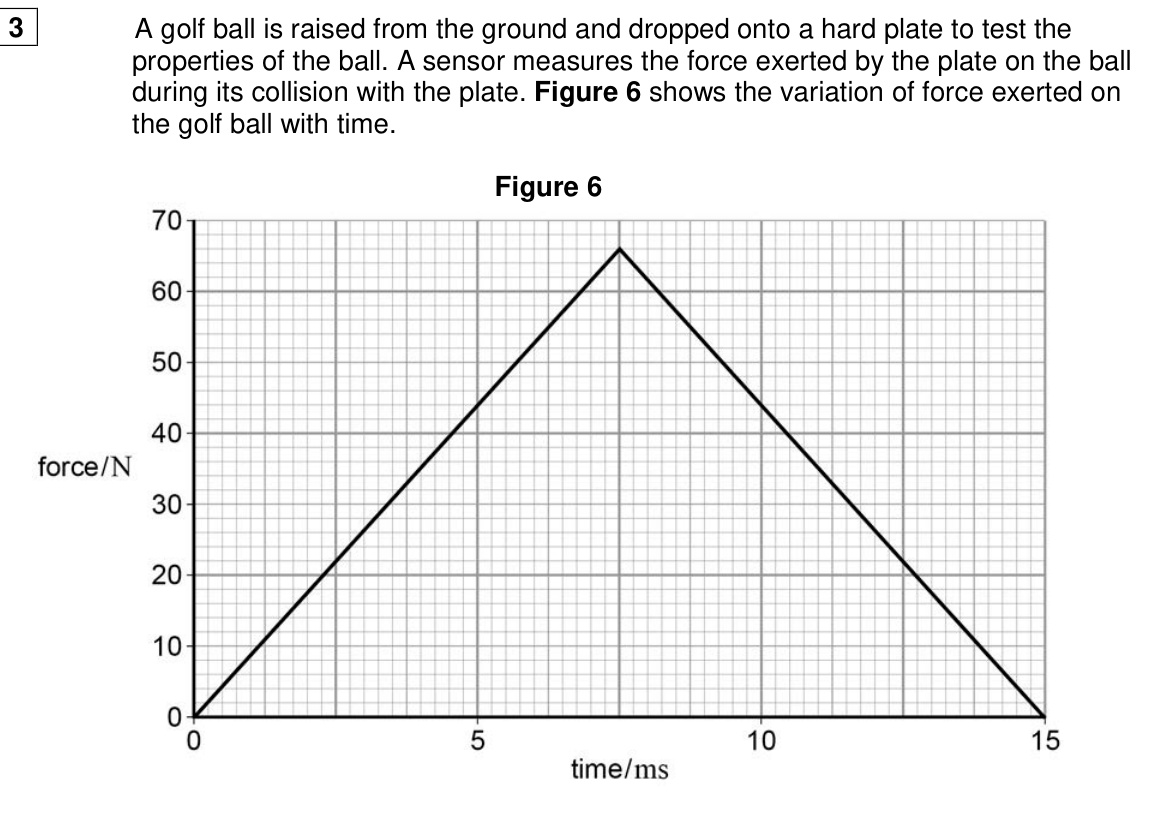 3 A golf ball is raised from the ground and dropped onto a hard plate to test the
properties of the ball. A sensor measures the force exerted by the plate on the ball
during its collision with the plate. Figure 6 shows the variation of force exerted on
the golf ball with time.
Figure 6
70
60
50
40
force/N
30
20
10
0
0 5 10 15
time/ms